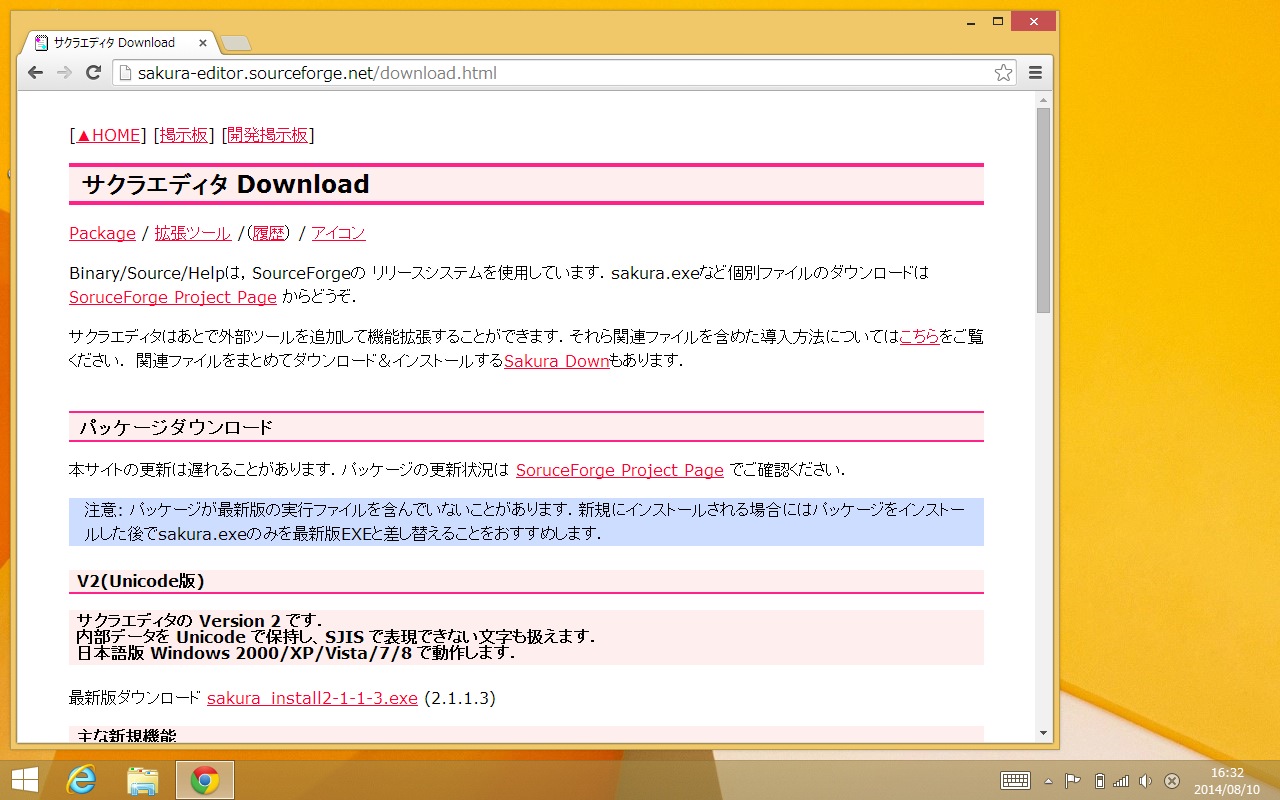 サクラエディタ Download
sakura-editor.sourceforge.net/download.html
[▲HOME] [掲示板] [開発掲示板]
サクラエディタ Download
Package / 拡張ツール /（履歴） / アイコン
Binary/Source/Helpは，SourceForgeの リリースシステムを使用しています．sakura.exeなど個別ファイルのダウンロードは
SoruceForge Project Page からどうぞ．
サクラエディタはあとで外部ツールを追加して機能拡張することができます．それら関連ファイルを含めた導入方法についてはこちらをご覧
ください． 関連ファイルをまとめてダウンロード＆インストールするSakura Downもあります．
パッケージダウンロード
本サイトの更新は遅れることがあります．パッケージの更新状況は SoruceForge Project Page でご確認ください．
注意: パッケージが最新版の実行ファイルを含んでいないことがあります．新規にインストールされる場合にはパッケージをインストー
ルした後でsakura.exeのみを最新版EXEと差し替えることをおすすめします．
V2(Unicode版)
サクラエディタの Version 2 です．
内部データを Unicode で保持し、SJIS で表現できない文字も扱えます．
日本語版 Windows 2000/XP/Vista/7/8 で動作します．
最新版ダウンロード sakura_install2-1-1-3.exe (2.1.1.3)
主な新規機能
16:32
2014/08/10